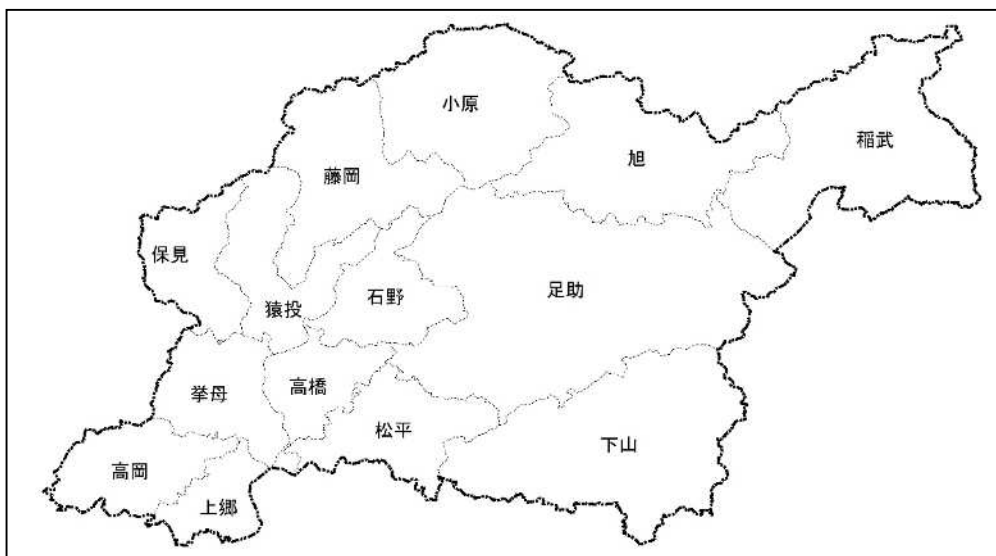 小原
旭
稲武
藤岡
保見
猿投
石野
足助
挙母
高橋
松平
下山
高岡
上郷